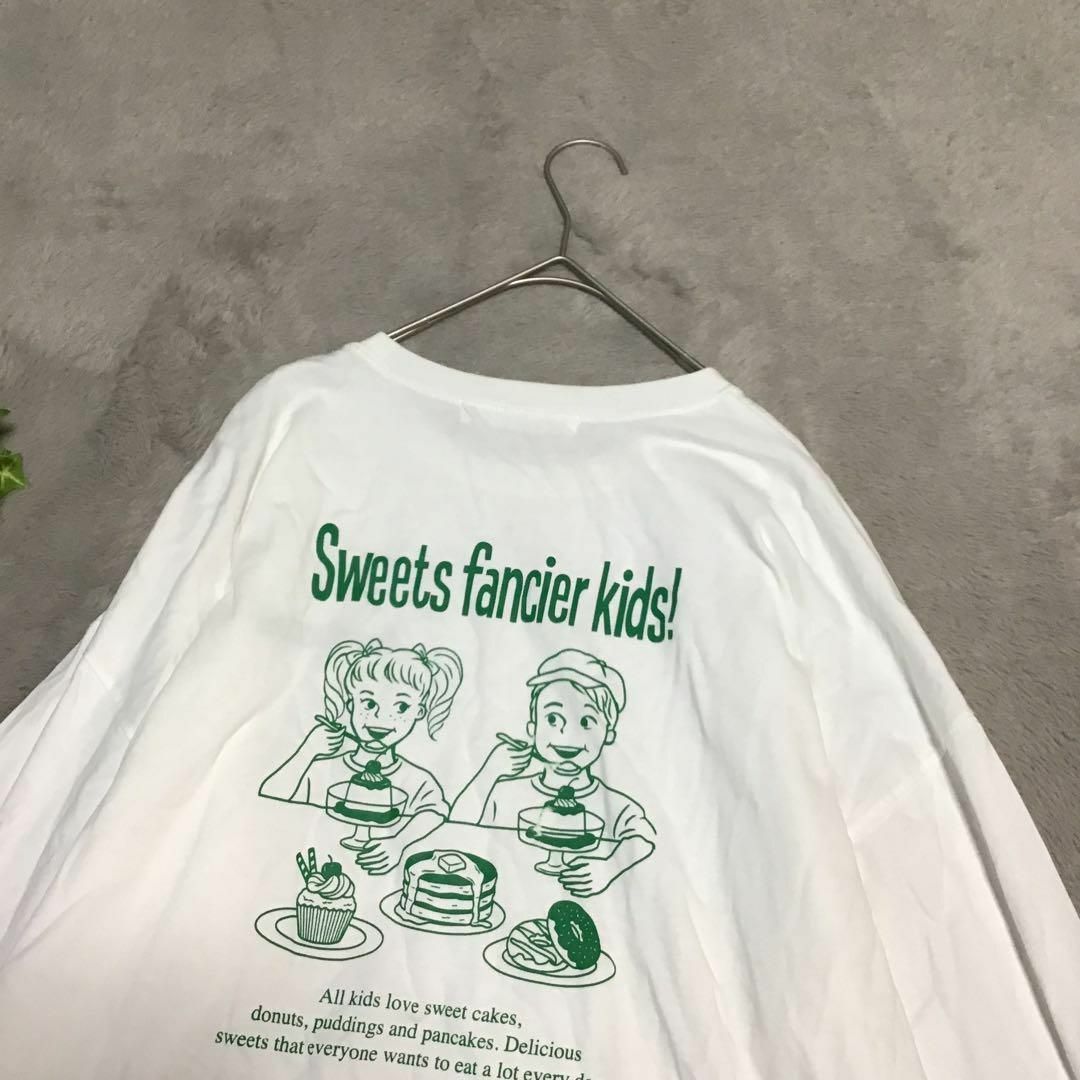 Sweets fancier kids!
All kids love sweet cakes,
donuts, puddings and pancakes. Delicious
sweets that everyone wants to eat a lot every